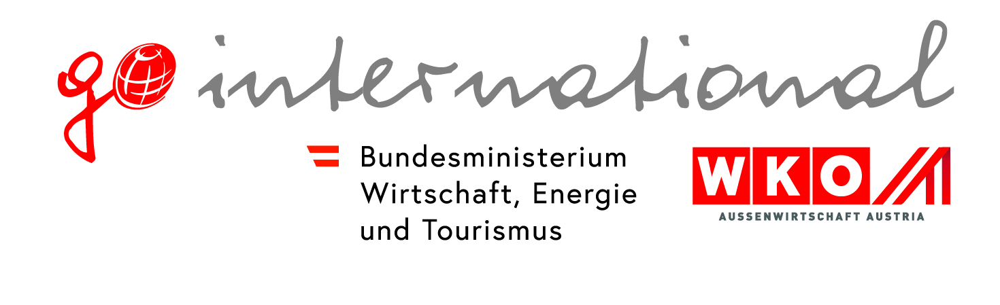 go international
Bundesministerium
Wirtschaft, Energie
und Tourismus
WKO
AUSSENWIRTSCHAFT AUSTRIA